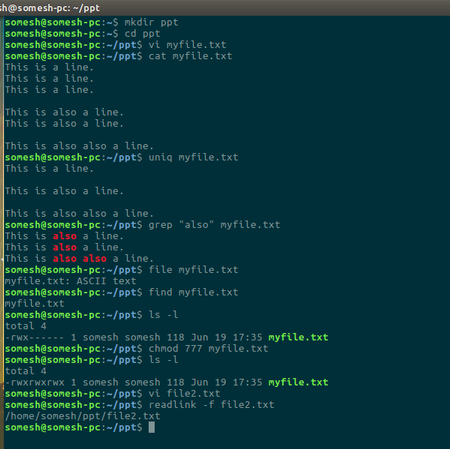 sh@somesh-pc: ~/ppt
somesh@somesh-pc:~$ mkdir ppt
somesh@somesh-pc:~$ cd ppt
somesh@somesh-pc:~/ppt$ vi myfile.txt
somesh@somesh-pc:~/ppt$ cat myfile.txt
This is a line.
This is a line.
This is a line.

This is also a line.
This is also a line.

This is also also a line.
somesh@somesh-pc:~/ppt$ uniq myfile.txt
This is a line.

This is also a line.

This is also also a line.
somesh@somesh-pc:~/ppt$ grep "also" myfile.txt
This is also a line.
This is also a line.
This is also also a line.
somesh@somesh-pc:~/ppt$ file myfile.txt
myfile.txt: ASCII text
somesh@somesh-pc:~/ppt$ find myfile.txt
myfile.txt
somesh@somesh-pc:~/ppt$ ls -l
total 4
-rwx------ 1 somesh somesh 118 Jun 19 17:35 myfile.txt
somesh@somesh-pc:~/ppt$ chmod 777 myfile.txt
somesh@somesh-pc:~/ppt$ ls -l
total 4
-rwxrwxrwx 1 somesh somesh 118 Jun 19 17:35 myfile.txt
somesh@somesh-pc:~/ppt$ vi file2.txt
somesh@somesh-pc:~/ppt$ readlink -f file2.txt
/home/somesh/ppt/file2.txt
somesh@somesh-pc:~/ppt$